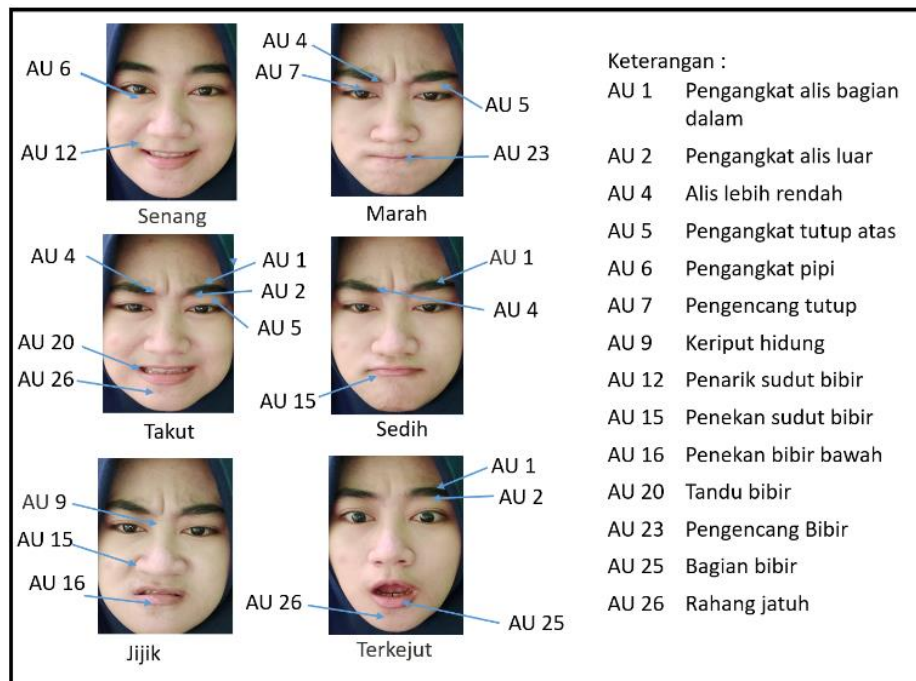 AU 6
AU 12
Senang
AU 4
AU 7
AU 5
AU 23
Marah
AU 4
AU 1
AU 2
AU 5
AU 20
AU 26
Takut
AU 1
AU 4
AU 15
Sedih
AU 9
AU 15
AU 16
Jijik
AU 1
AU 2
AU 26
AU 25
Terkejut
Keterangan :
AU 1 Pengangkat alis bagian
dalam
AU 2 Pengangkat alis luar
AU 4 Alis lebih rendah
AU 5 Pengangkat tutup atas
AU 6 Pengangkat pipi
AU 7 Pengencang tutup
AU 9 Keriput hidung
AU 12 Penarik sudut bibir
AU 15 Penekan sudut bibir
AU 16 Penekan bibir bawah
AU 20 Tandu bibir
AU 23 Pengencang Bibir
AU 25 Bagian bibir
AU 26 Rahang jatuh